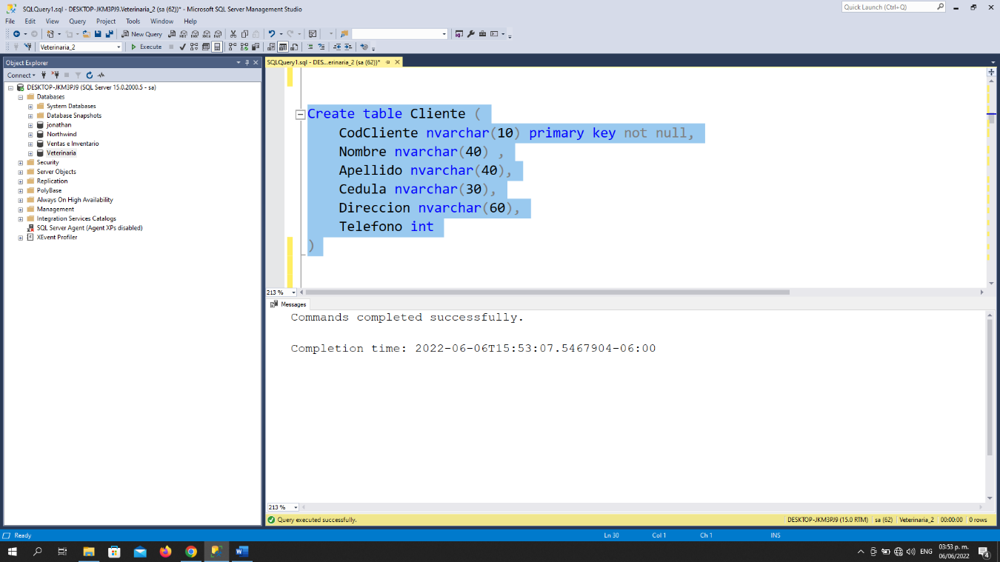 SQLQuery1.sql - DESKTOP-JKM3PJ9.Veterinaria_2 (sa (62))* - Microsoft SQL Server Management Studio
Quick Launch (Ctrl+Q)
File Edit View Query Project Tools Window Help
New Query
Veterinaria_2 Execute
Object Explorer
Connect
DESKTOP-JKM3PJ9 (SQL Server 15.0.2000.5 - sa)
Databases
System Databases
Database Snapshots
jonathan
Northwind
Ventas e Inventario
Veterinaria
Security
Server Objects
Replication
PolyBase
Always On High Availability
Management
Integration Services Catalogs
SQL Server Agent (Agent XPs disabled)
XEvent Profiler
SQLQuery1.sql - DES...erinaria_2 (sa (62))*
Create table Cliente (
CodCliente nvarchar(10) primary key not null,
Nombre nvarchar(40) ,
Apellido nvarchar(40),
Cedula nvarchar(30),
Direccion nvarchar(60),
Telefono int
)
213 %
Messages
Commands completed successfully.
Completion time: 2022-06-06T15:53:07.5467904-06:00
213 %
Query executed successfully. DESKTOP-JKM3PJ9 (15.0 RTM) sa (62) Veterinaria_2 00:00:00 0 rows
Ready Ln 30 Col 1 Ch 1 INS
ENG 03:53 p. m.
06/06/2022 4